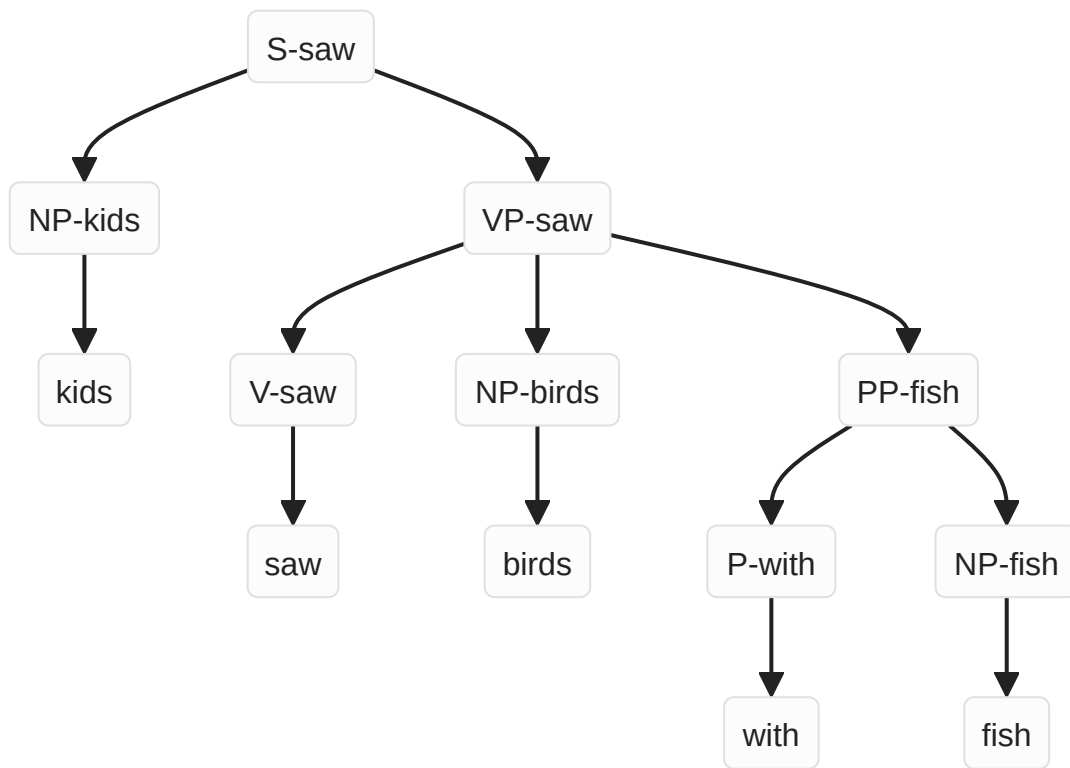 S-saw
NP-kids
VP-saw
kids
V-saw
NP-birds
PP-fish
saw
birds
P-with
NP-fish
with
fish